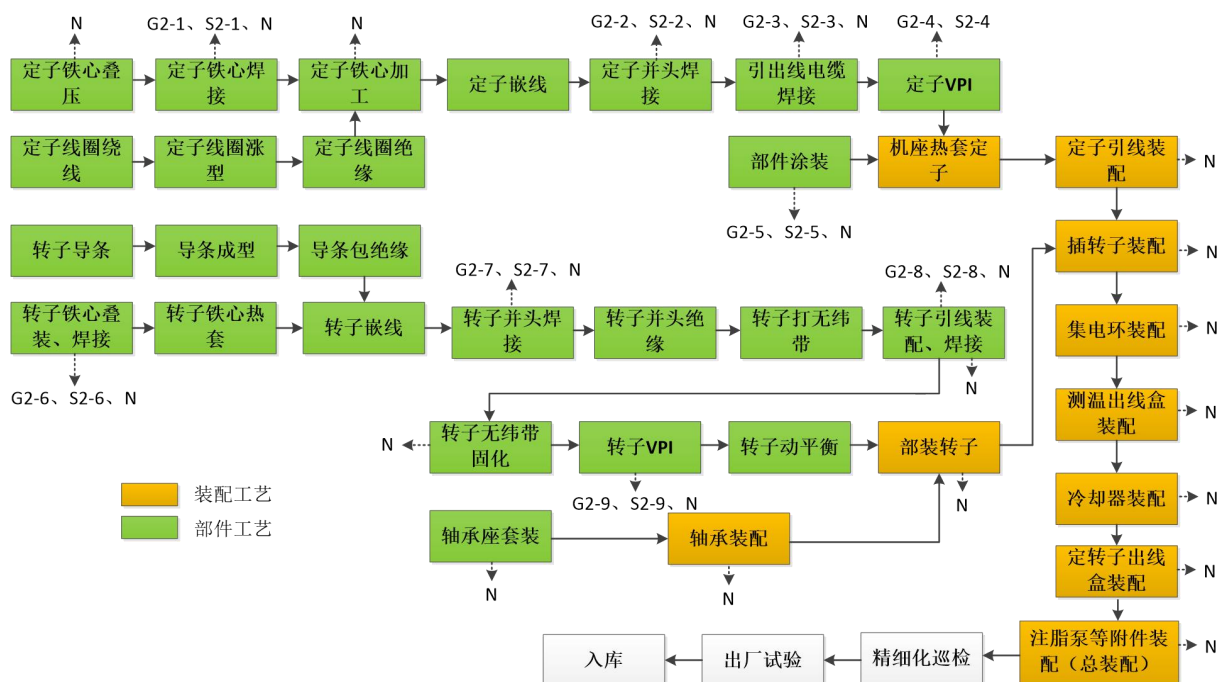 N
G2-1、S2-1、N
N
G2-2、S2-2、N
G2-3、S2-3、N
G2-4、S2-4
定子铁心叠
压
定子铁心焊
接
定子铁心加
工
定子嵌线
定子并头焊
接
引出线电缆
焊接
定子VPI
定子线圈绕
线
定子线圈涨
型
定子线圈绝
缘
部件涂装
机座热套定
子
定子引线装
配
N
G2-5、S2-5、N
转子导条
导条成型
导条包绝缘
插转子装配
N
G2-7、S2-7、N
G2-8、S2-8、N
转子铁心叠
装、焊接
转子铁心热
套
转子嵌线
转子并头焊
接
转子并头绝
缘
转子打无纬
带
转子引线装
配、焊接
集电环装配
N
G2-6、S2-6、N
N
测温出线盒
装配
N
N
转子无纬带
固化
转子VPI
转子动平衡
部装转子
G2-9、S2-9、N
N
装配工艺
部件工艺
冷却器装配
N
轴承座套装
轴承装配
N
N
定转子出线
盒装配
N
注脂泵等附件装
配（总装配）
N
精细化巡检
出厂试验
入库